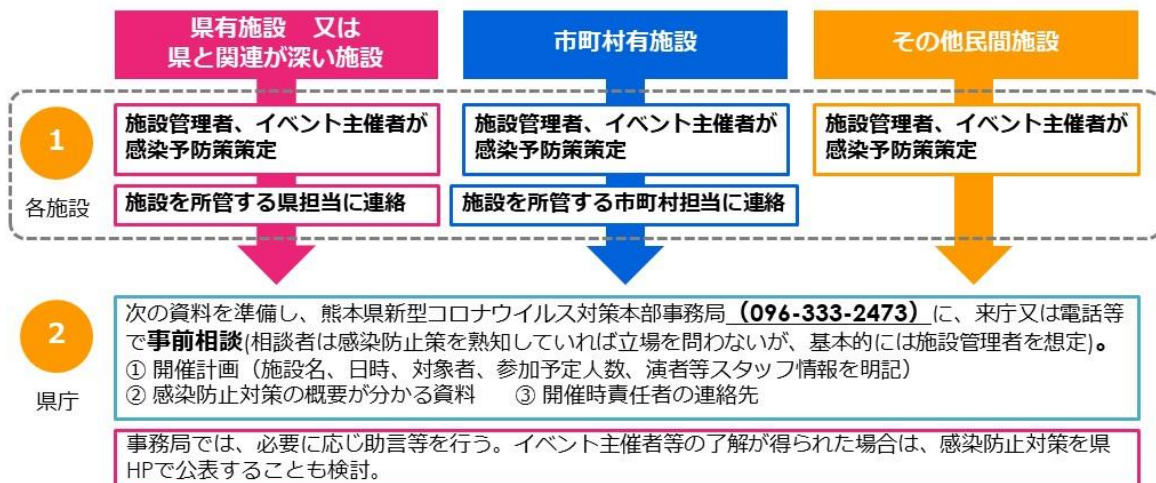 県有施設 又は
県と関連が深い施設
市町村有施設
その他民間施設
1
各施設
施設管理者、イベント主催者が
感染予防策策定
施設を所管する県担当に連絡
施設管理者、イベント主催者が
感染予防策策定
施設を所管する市町村担当に連絡
施設管理者、イベント主催者が
感染予防策策定
2
県庁
次の資料を準備し、熊本県新型コロナウイルス対策本部事務局（096-333-2473）に、来庁又は電話等
で事前相談(相談者は感染防止策を熟知していれば立場を問わないが、基本的には施設管理者を想定)。
① 開催計画（施設名、日時、対象者、参加予定人数、演者等スタッフ情報を明記）
② 感染防止対策の概要が分かる資料 ③ 開催時責任者の連絡先
事務局では、必要に応じ助言等を行う。イベント主催者等の了解が得られた場合は、感染防止対策を県
HPで公表することも検討。